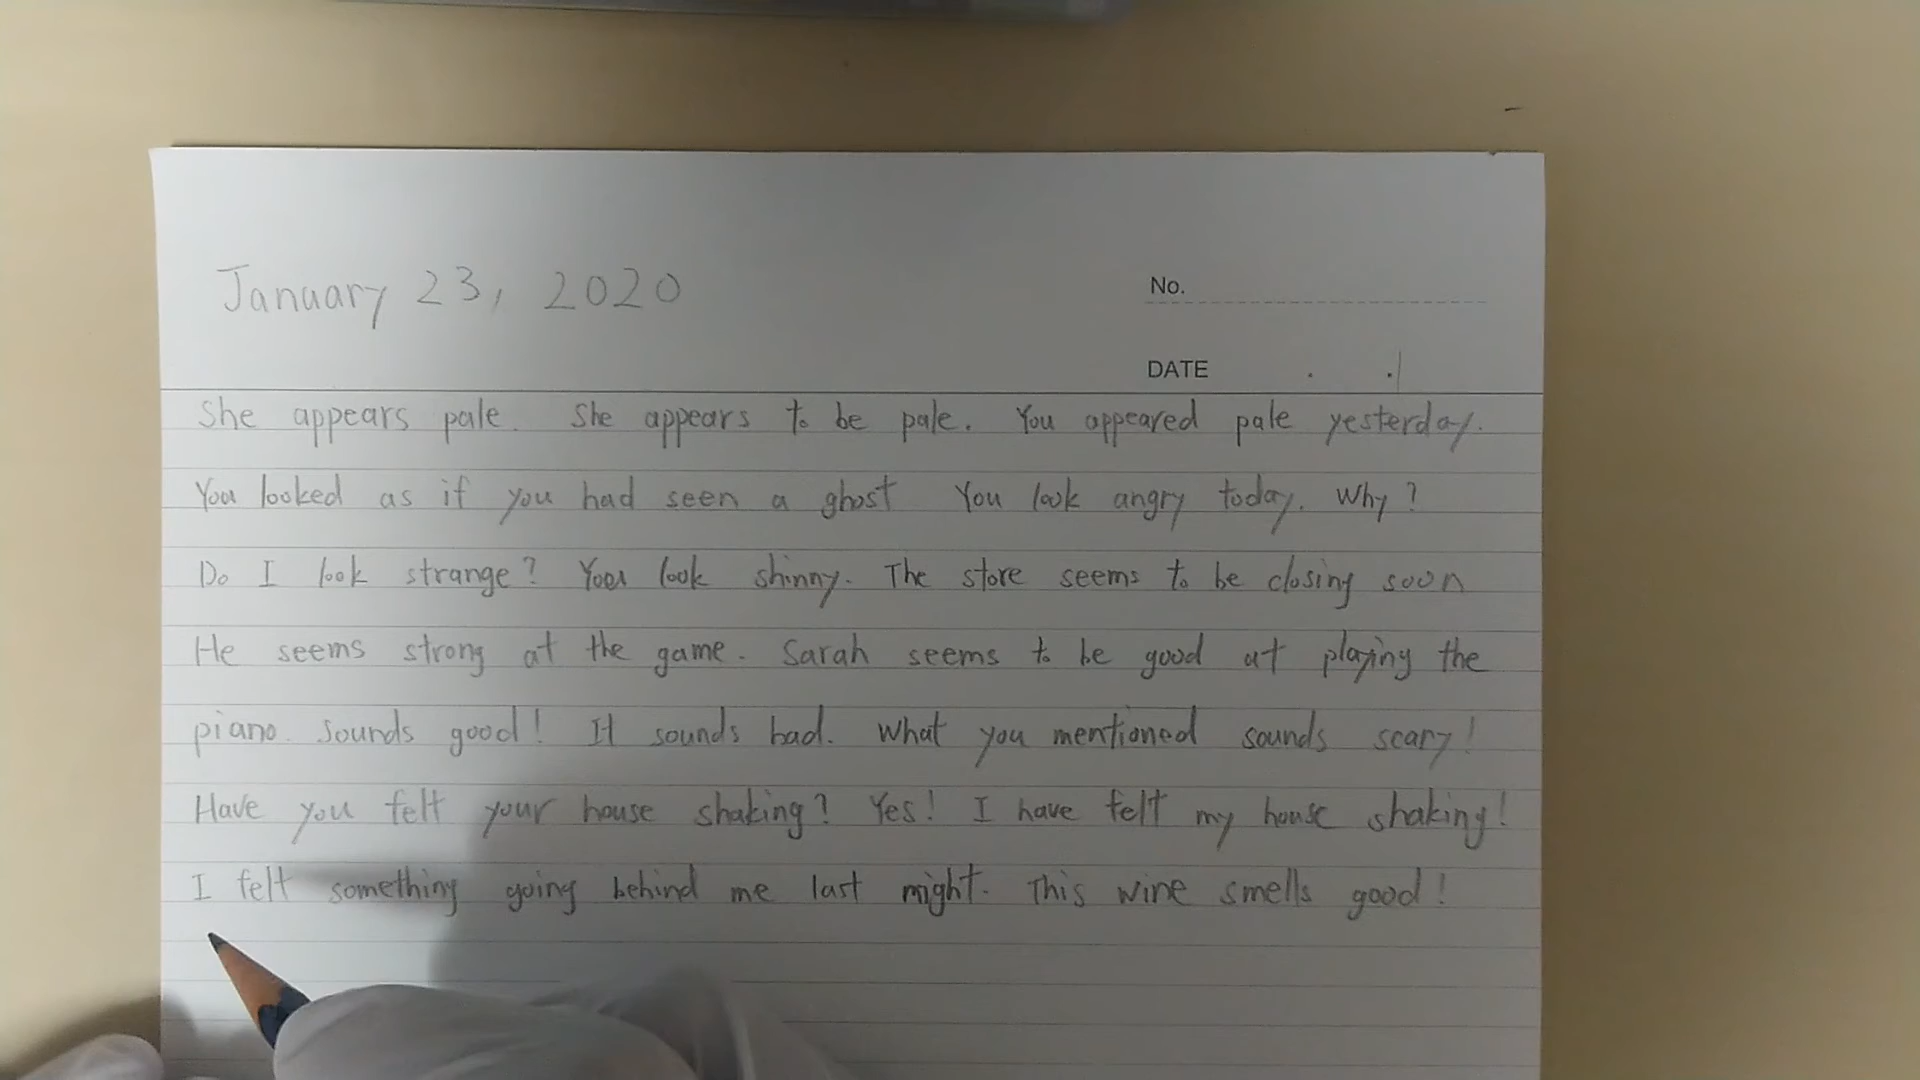 January 23, 2020
No.
DATE . .
She appears pale. She appears to be pale. You appeared pale yesterday.
You looked as if you had seen a ghost You look angry today. Why?
Do I look strange? You look shinny. The store seems to be closing soon
He seems strong at the game. Sarah seems to be good at playing the
piano. Sounds good! It sounds bad. What you mentioned sounds scary!
Have you felt your house shaking? Yes! I have felt my house shaking!
I felt something going behind me last night. This wine smells good!